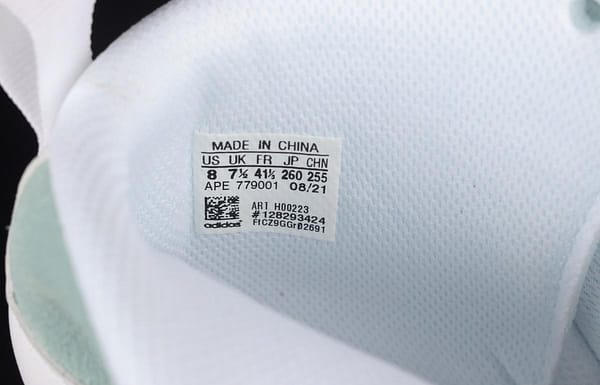 MADE IN CHINA
US UK FR JP CHN
8 7½ 41⅓ 260 255
APE 779001 08/21
ART H00223
#128293424
adidas